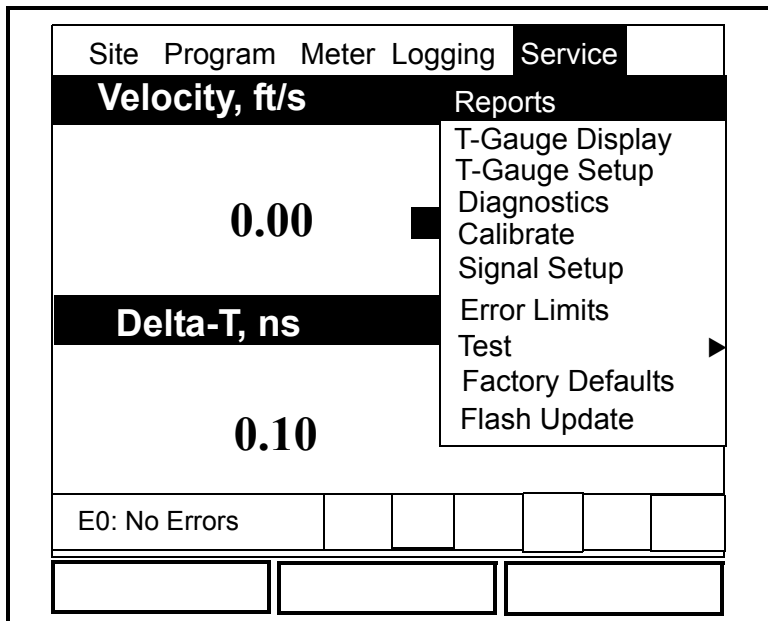 Site Program Meter Logging Service
Velocity, ft/s
Reports
T-Gauge Display
T-Gauge Setup
Diagnostics
0.00
Calibrate
Signal Setup
Error Limits
Delta-T, ns
Test
Factory Defaults
Flash Update
0.10
E0: No Errors